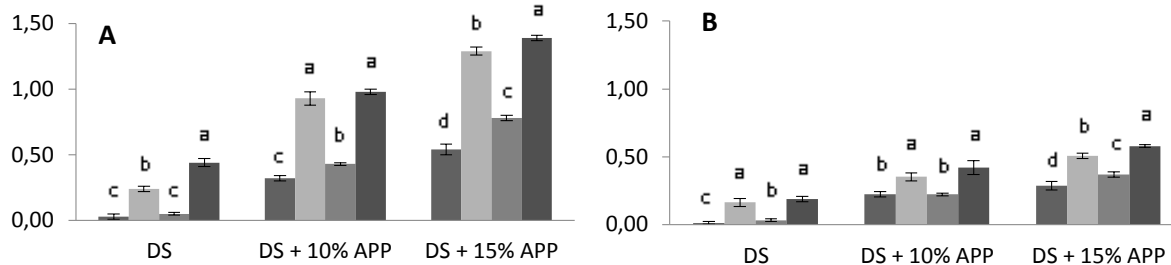 A
1,50
1,00
0,50
0,00
c b c a
c a b a
d b c a
DS DS + 10% APP DS + 15% APP
B
1,50
1,00
0,50
0,00
c a b a
b a b a
d b c a
DS DS + 10% APP DS + 15% APP